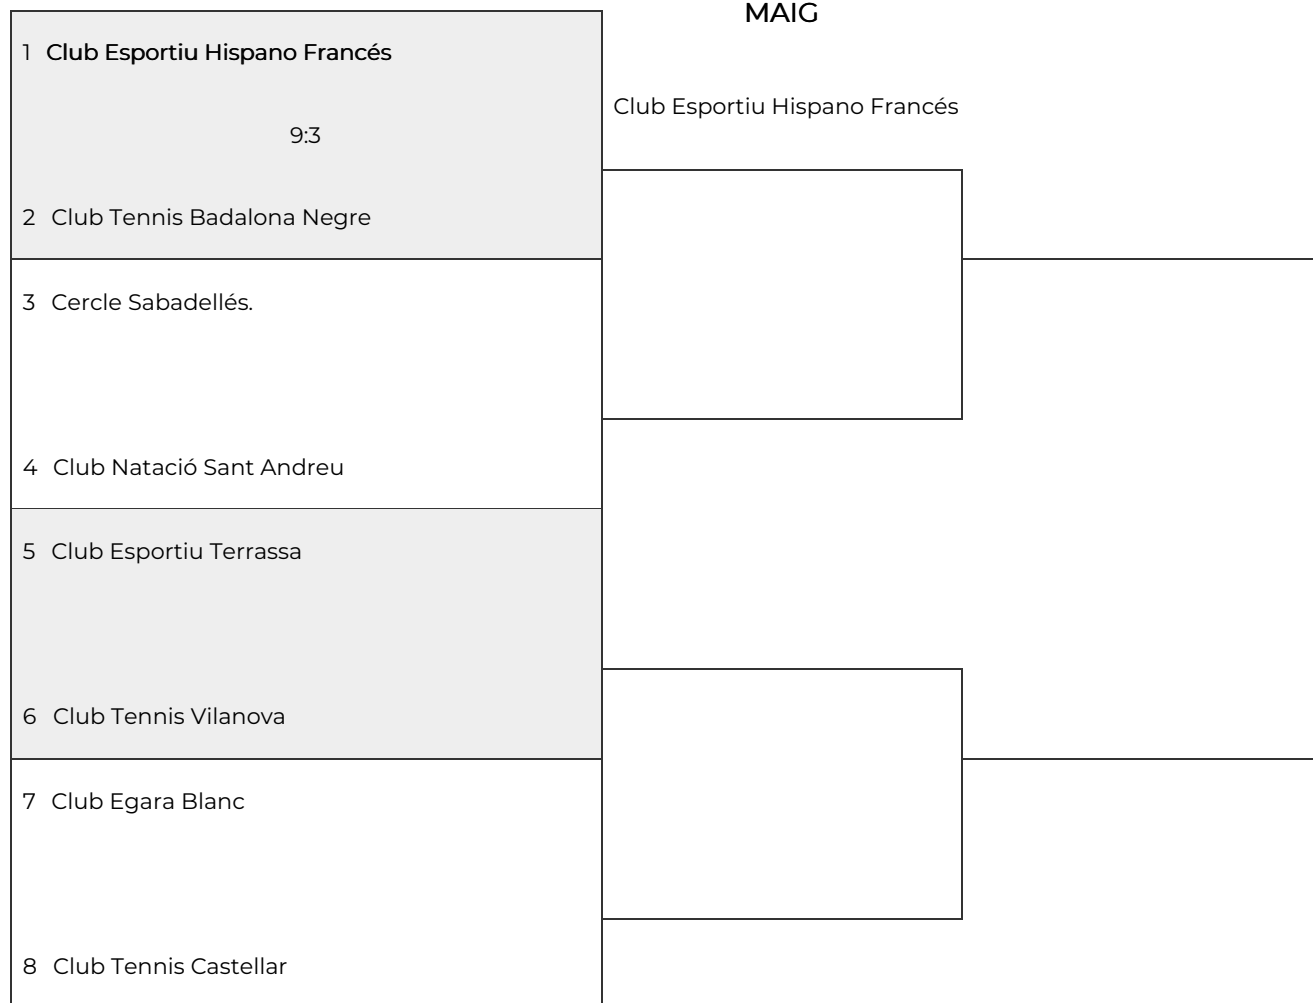 MAIG
1 Club Esportiu Hispano Francés
Club Esportiu Hispano Francés
9:3
2 Club Tennis Badalona Negre
3 Cercle Sabadellés.
4 Club Natació Sant Andreu
5 Club Esportiu Terrassa
6 Club Tennis Vilanova
7 Club Egara Blanc
8 Club Tennis Castellar